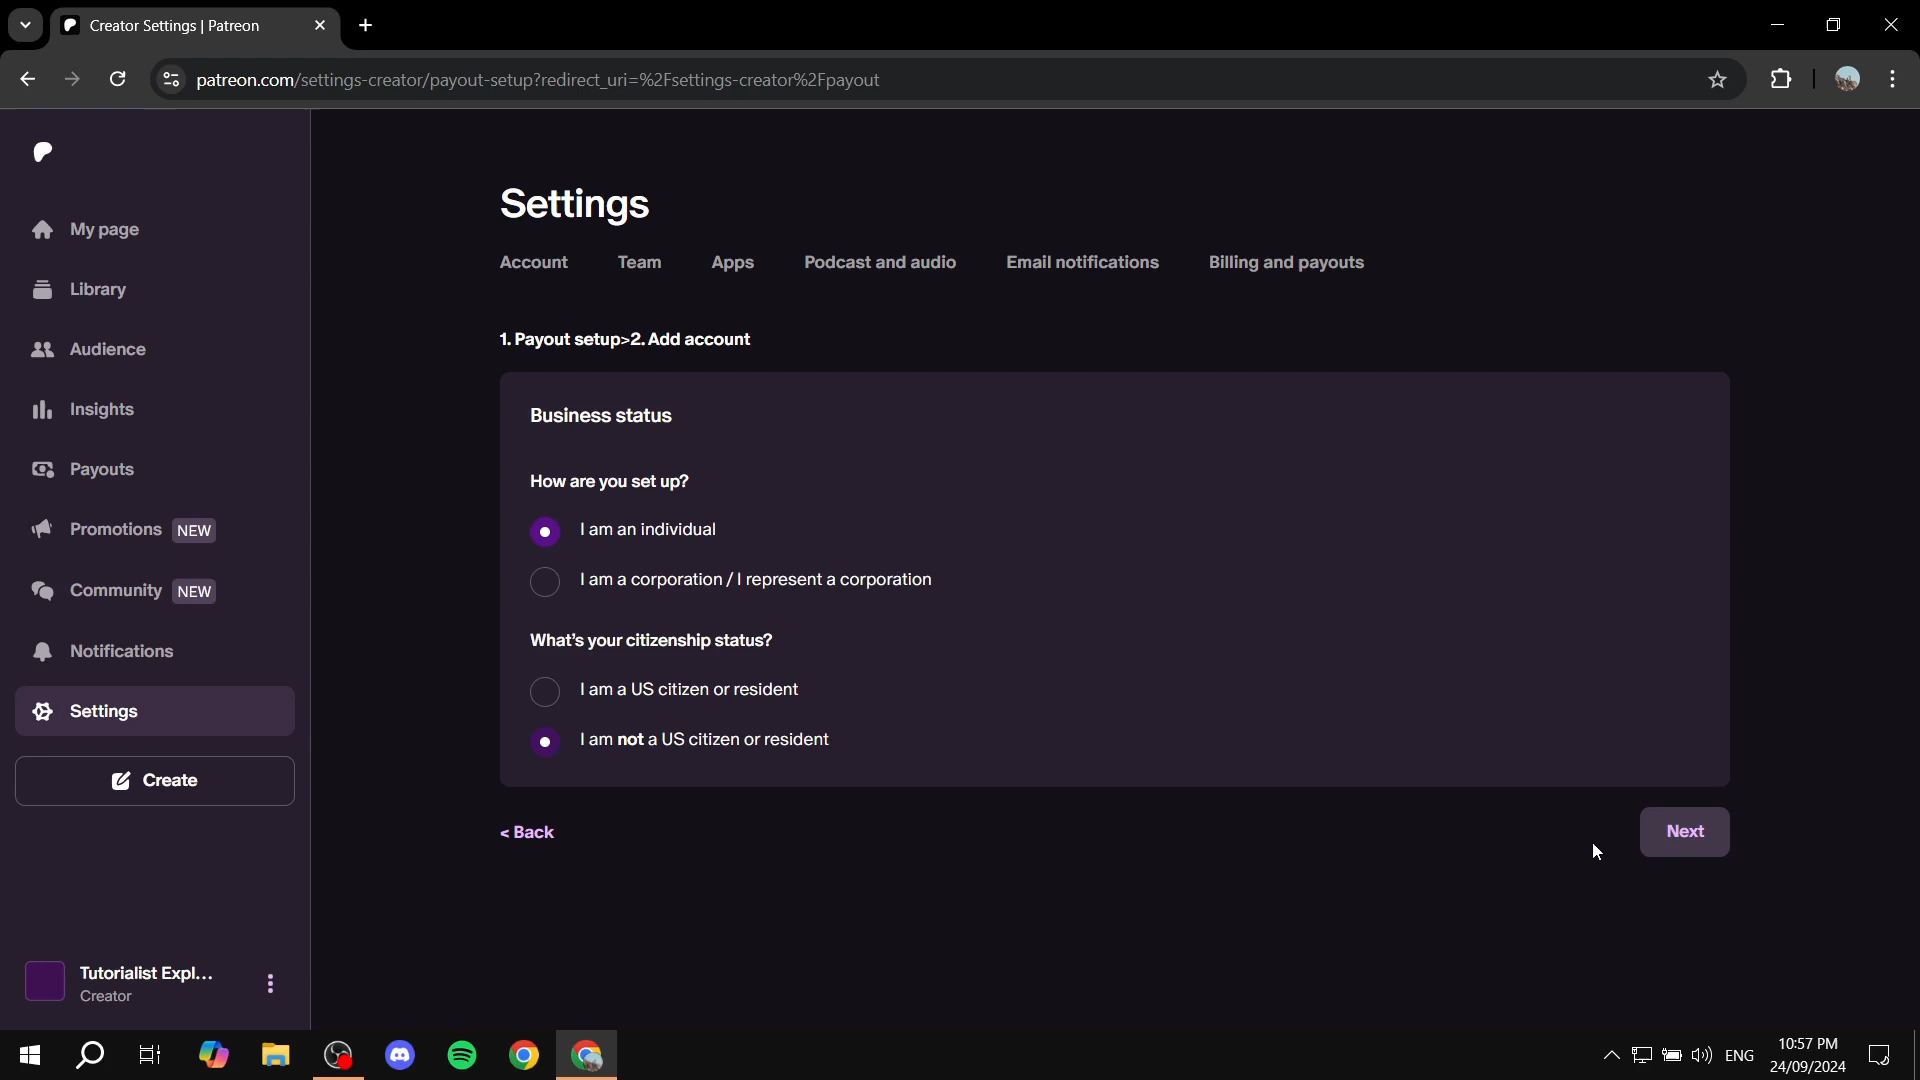 Creator Settings | Patreon
patreon.com/settings-creator/payout-setup?redirect_uri=%2Fsettings-creator%2Fpayout
My page
Library
Audience
Insights
Payouts
Promotions NEW
Community NEW
Notifications
Settings
Create
Tutorialist Expl...
Creator
Settings
Account Team Apps Podcast and audio Email notifications Billing and payouts
1. Payout setup>2. Add account
Business status
How are you set up?
I am an individual
I am a corporation / I represent a corporation
What's your citizenship status?
I am a US citizen or resident
I am not a US citizen or resident
< Back
Next
ENG
10:57 PM
24/09/2024